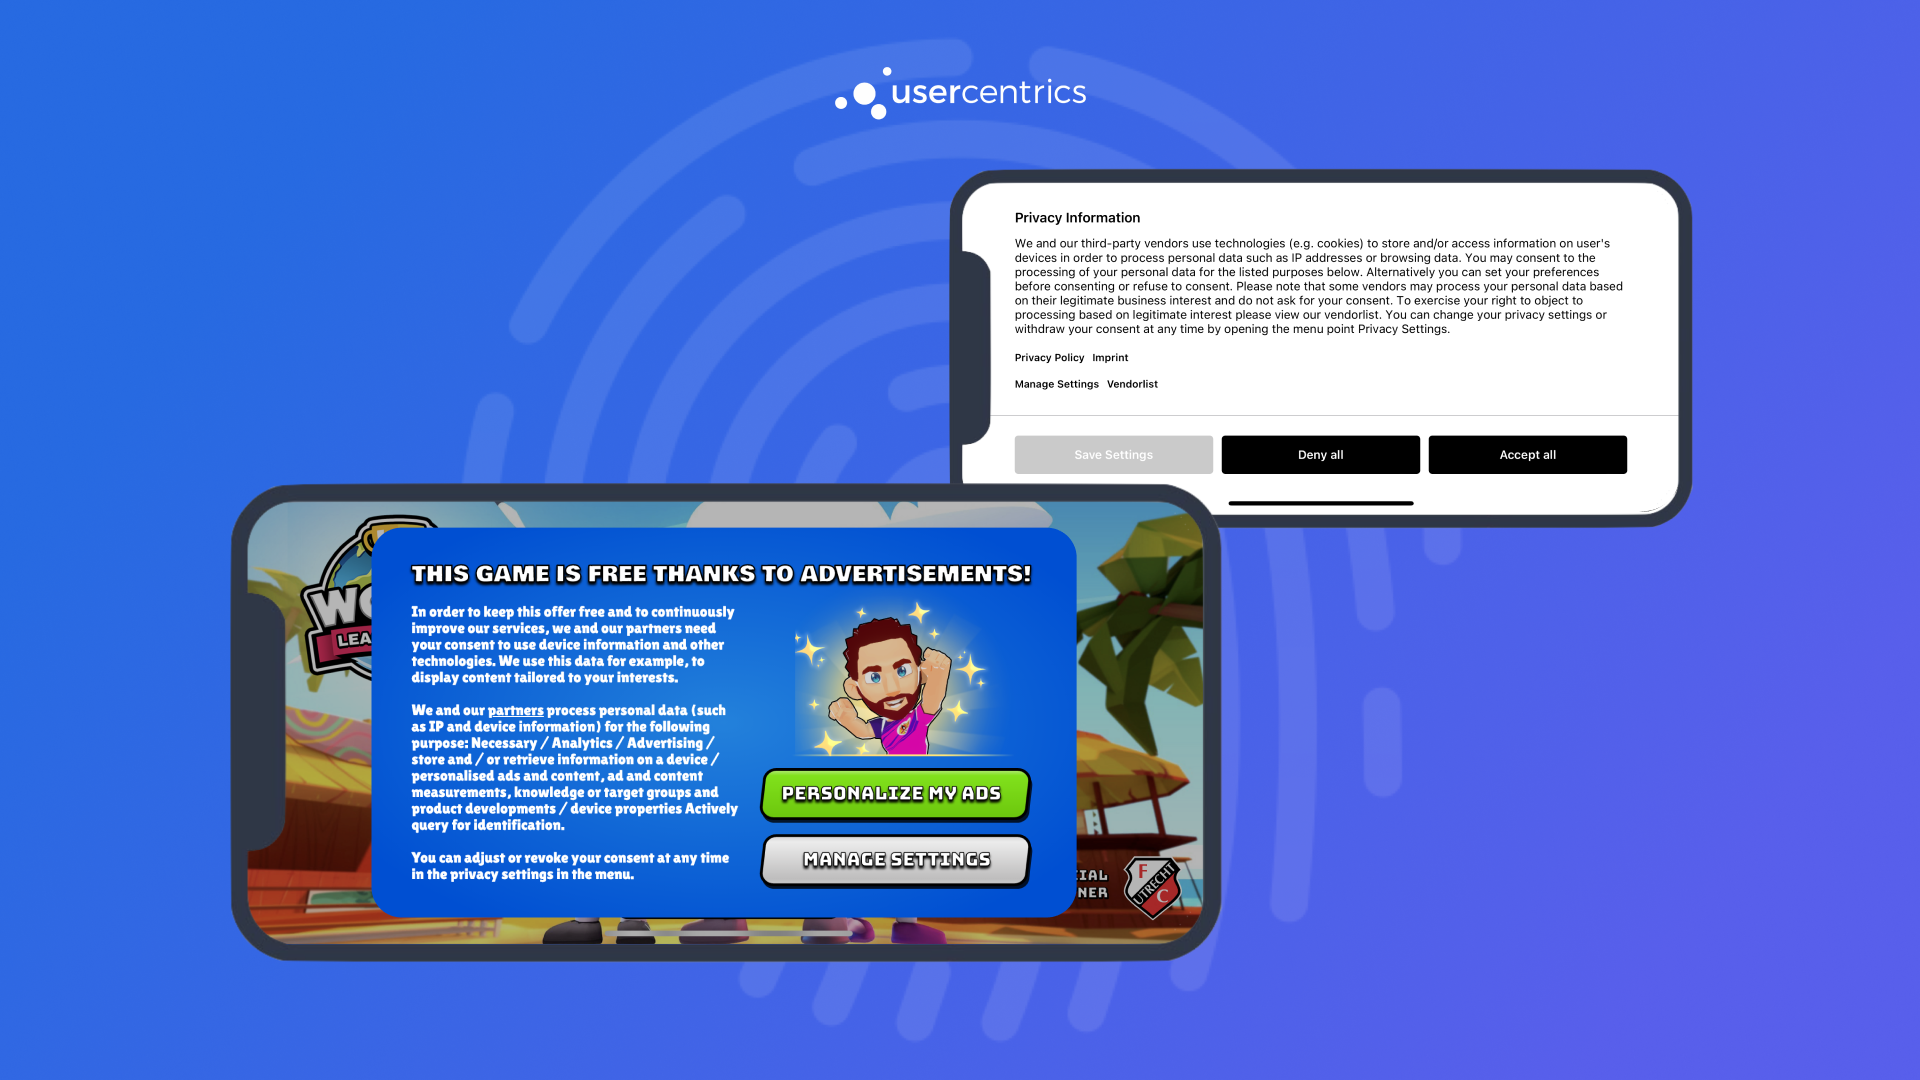 usercentrics
Privacy Information
We and our third-party vendors use technologies (e.g. cookies) to store and/or access information on user's
devices in order to process personal data such as IP addresses or browsing data. You may consent to the
processing of your personal data for the listed purposes below. Alternatively you can set your preferences
before consenting or refuse to consent. Please note that some vendors may process your personal data based
on their legitimate business interest and do not ask for your consent. To exercise your right to object to
processing based on legitimate interest please view our vendorlist. You can change your privacy settings or
withdraw your consent at any time by opening the menu point Privacy Settings.
Privacy Policy Imprint
Manage Settings Vendorlist
Save Settings Deny all Accept all
WO
LEA
THIS GAME IS FREE THANKS TO ADVERTISEMENTS!
In order to keep this offer free and to continuously
improve our services, we and our partners need
your consent to use device information and other
technologies. We use this data for example, to
display content tailored to your interests.
We and our partners process personal data (such
as IP and device information) for the following
purpose: Necessary / Analytics / Advertising /
store and / or retrieve information on a device /
personalised ads and content, ad and content
measurements, knowledge or target groups and
product developments / device properties Actively
query for identification.
You can adjust or revoke your consent at any time
in the privacy settings in the menu.
PERSONALIZE MY ADS
MANAGE SETTINGS
CIAL
NER
F
UTRECHT
C